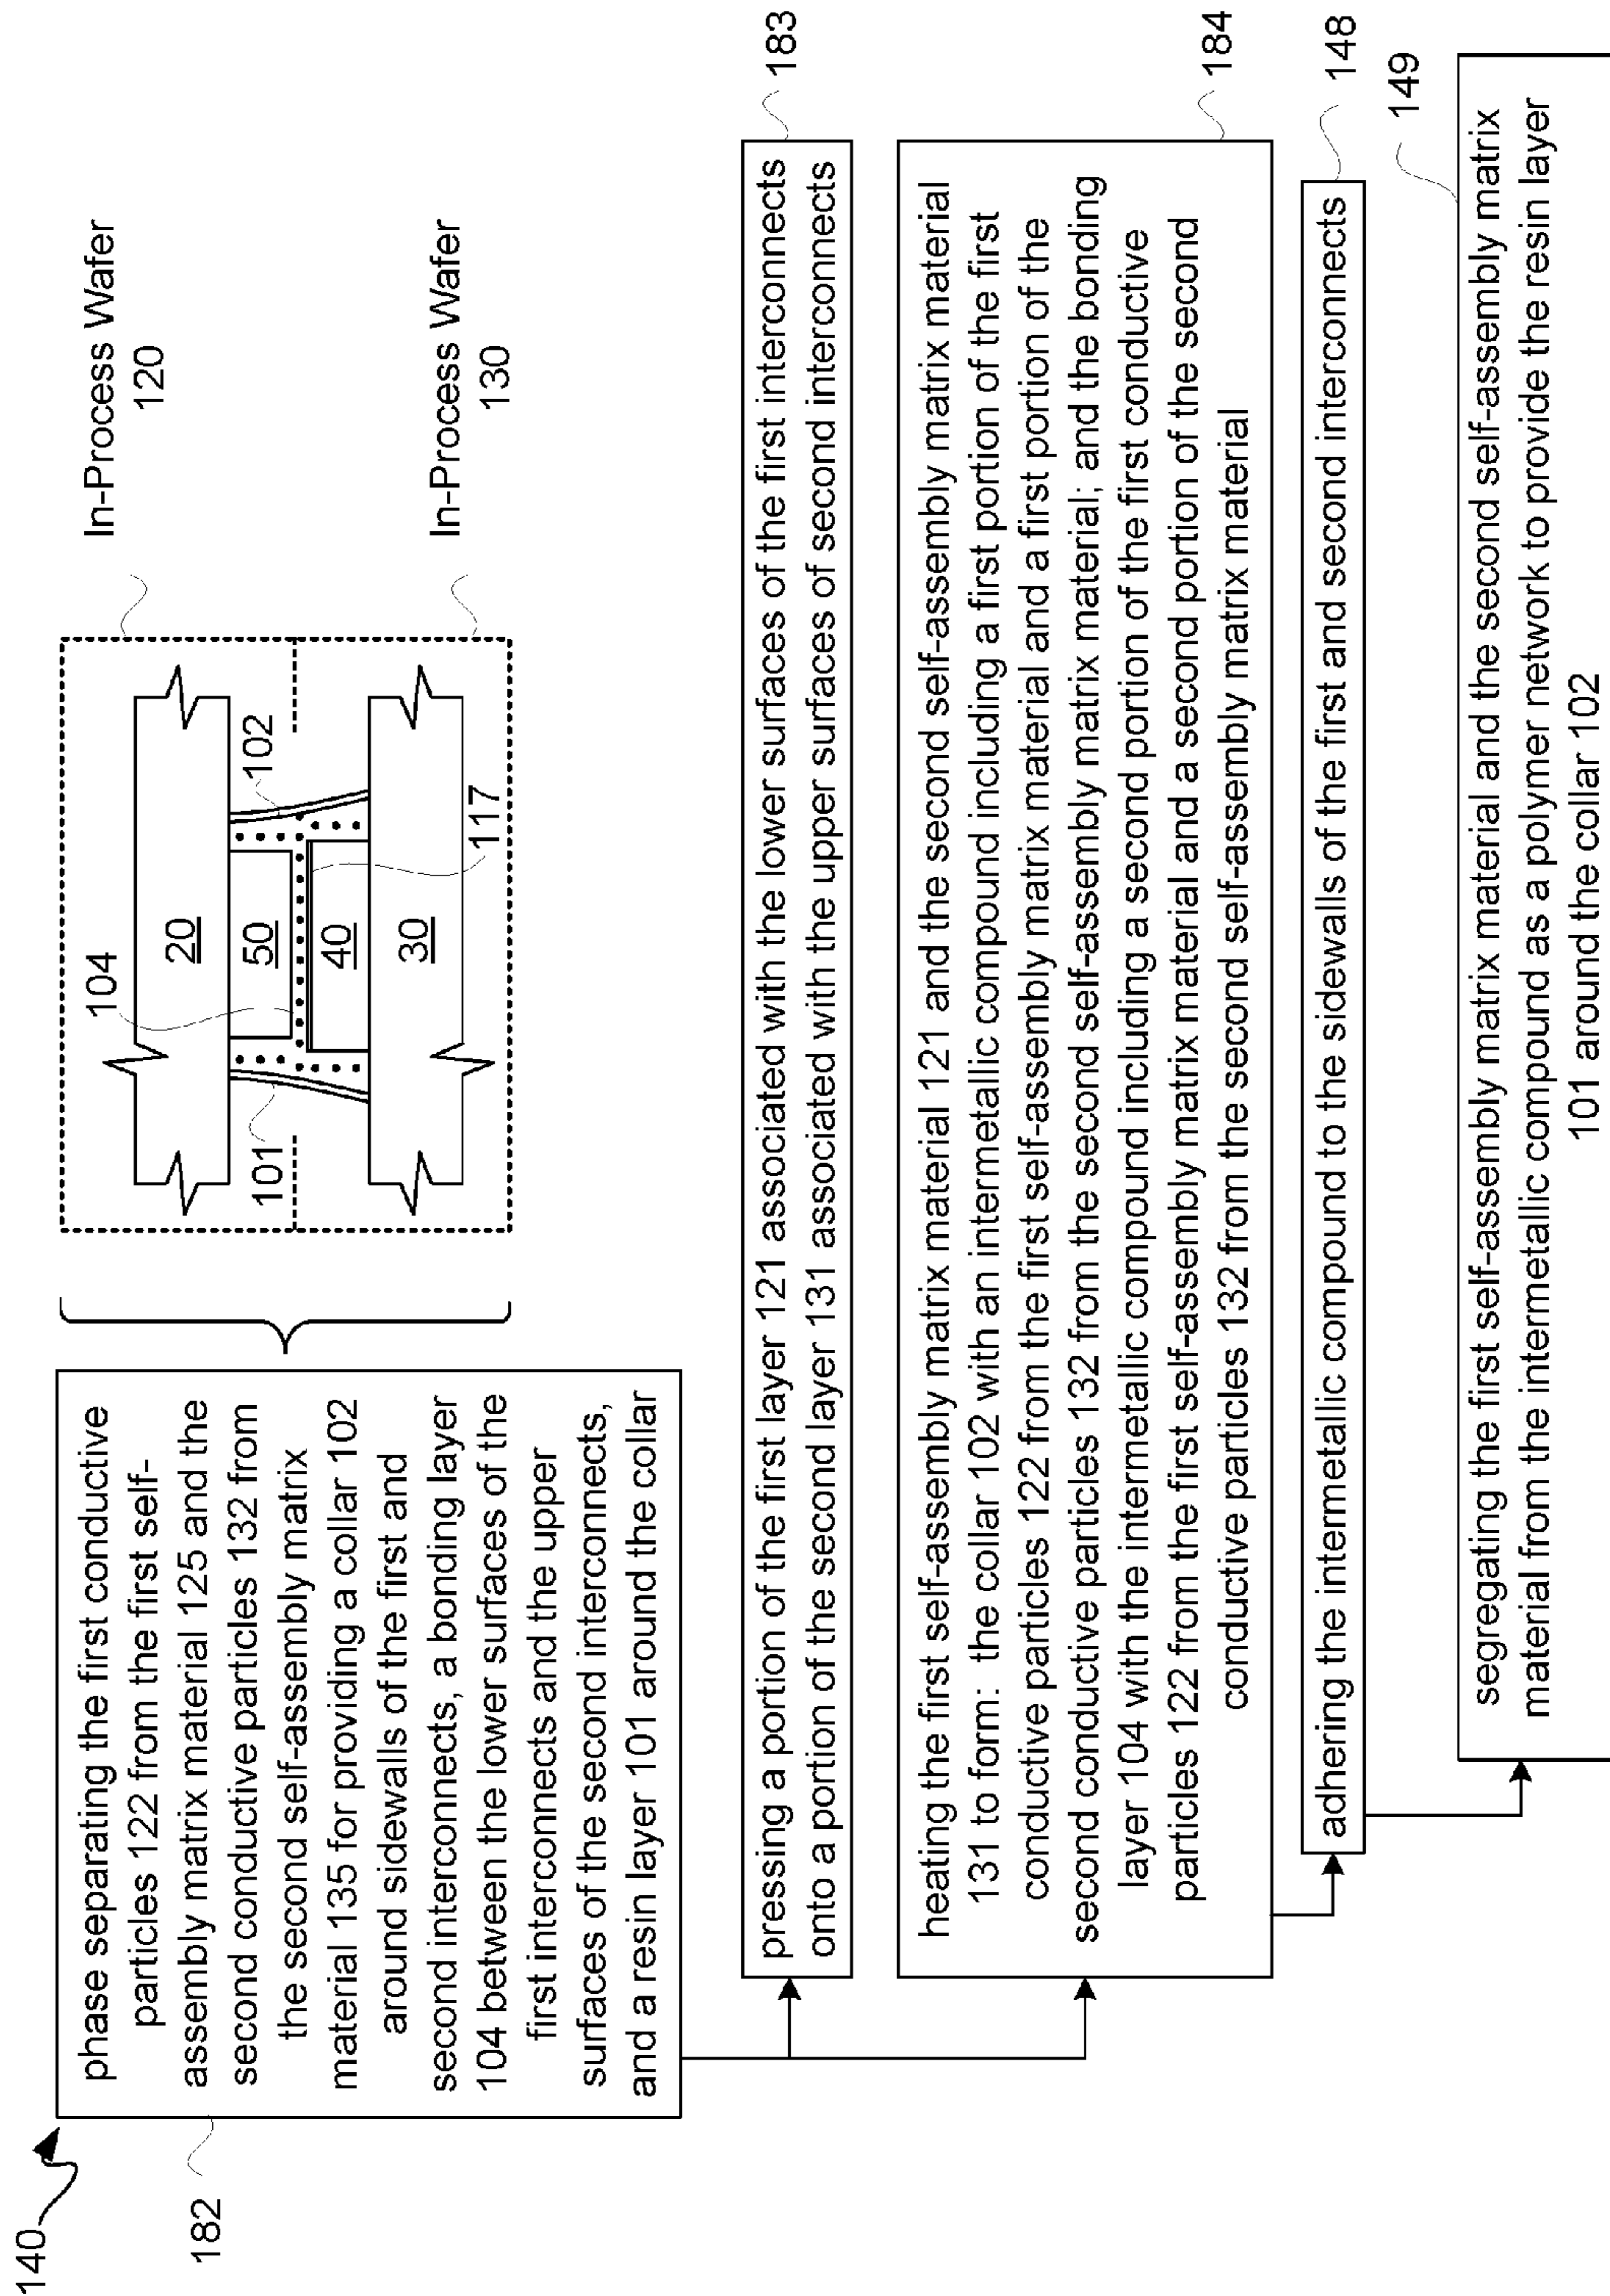 140
182
phase separating the first conductive
particles 122 from the first self-
assembly matrix material 125 and the
second conductive particles 132 from
the second self-assembly matrix
material 135 for providing a collar 102
around sidewalls of the first and
second interconnects, a bonding layer
104 between the lower surfaces of the
first interconnects and the upper
surfaces of the second interconnects,
and a resin layer 101 around the collar
104
20
50
40
30
101
102
117
In-Process Wafer
120
In-Process Wafer
130
pressing a portion of the first layer 121 associated with the lower surfaces of the first interconnects
onto a portion of the second layer 131 associated with the upper surfaces of second interconnects
183
heating the first self-assembly matrix material 121 and the second self-assembly matrix material
131 to form: the collar 102 with an intermetallic compound including a first portion of the first
conductive particles 122 from the first self-assembly matrix material and a first portion of the
second conductive particles 132 from the second self-assembly matrix material; and the bonding
layer 104 with the intermetallic compound including a second portion of the first conductive
particles 122 from the first self-assembly matrix material and a second portion of the second
conductive particles 132 from the second self-assembly matrix material
184
adhering the intermetallic compound to the sidewalls of the first and second interconnects
148
149
segregating the first self-assembly matrix material and the second self-assembly matrix
material from the intermetallic compound as a polymer network to provide the resin layer
101 around the collar 102